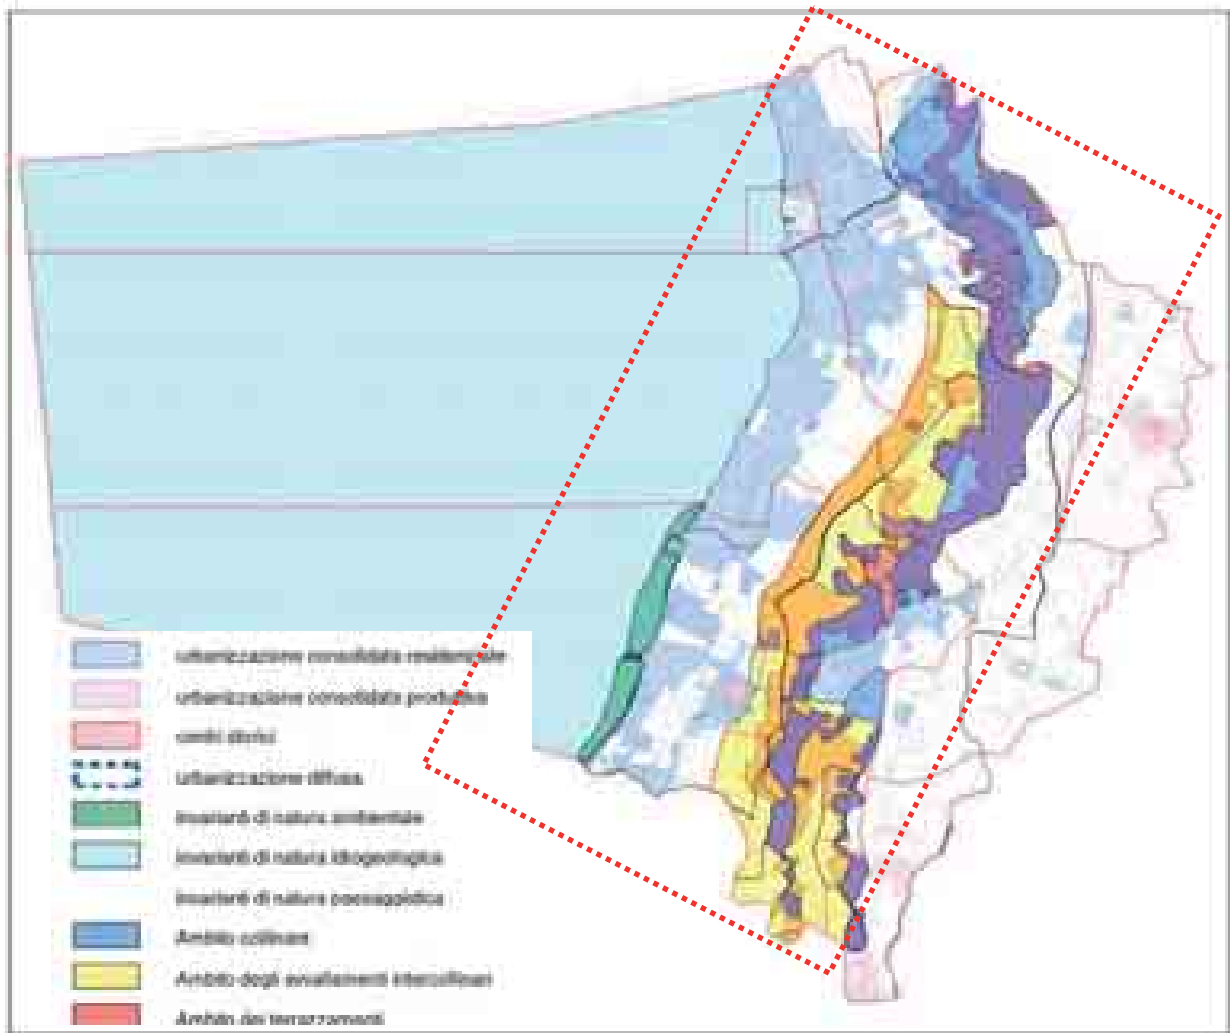 urbanizzazione consolidata residenziale
urbanizzazione consolidata produttiva
centri storici
urbanizzazione diffusa
invarianti di natura ambientale
invarianti di natura idrogeologica
invarianti di natura paesaggistica
Ambito collinare
Ambito degli avvallamenti intercollinari
Ambito dei terrazzamenti